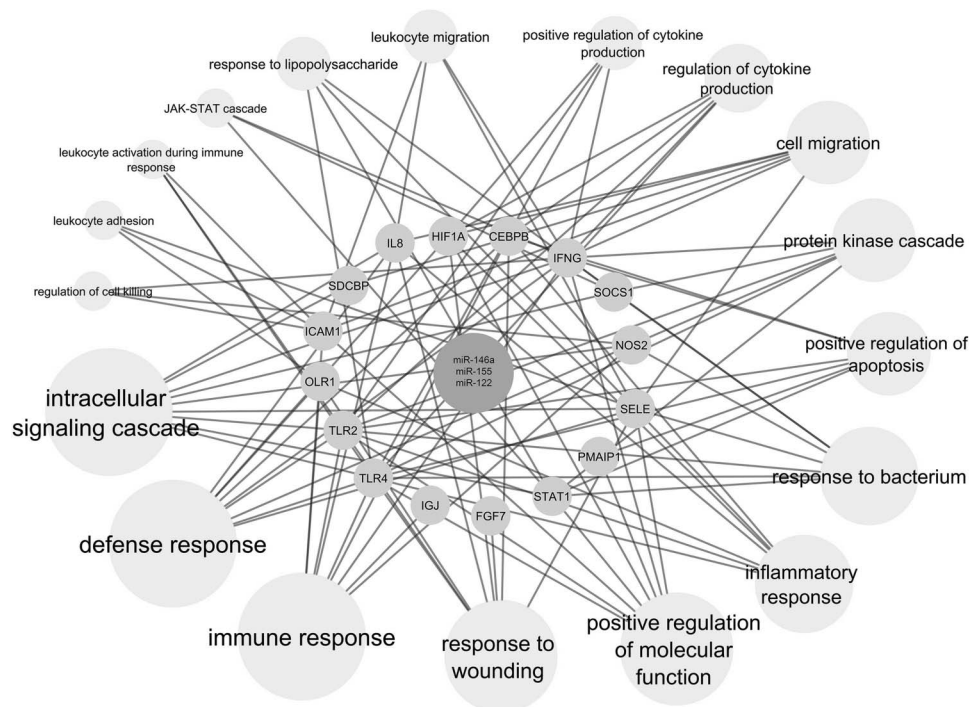 leukocyte migration
positive regulation of cytokine
production
response to lipopolysaccharide
regulation of cytokine
production
JAK-STAT cascade
cell migration
leukocyte activation during immune
response
leukocyte adhesion
protein kinase cascade
regulation of cell killing
IL8
HIF1A
CEBPB
IFNG
SDCBP
SOCS1
ICAM1
NOS2
miR-146a
miR-155
miR-122
positive regulation of
apoptosis
OLR1
intracellular
signaling cascade
SELE
TLR2
PMAIP1
TLR4
response to bacterium
STAT1
IGJ
FGF7
defense response
inflammatory
response
immune response
response to
wounding
positive regulation
of molecular
function